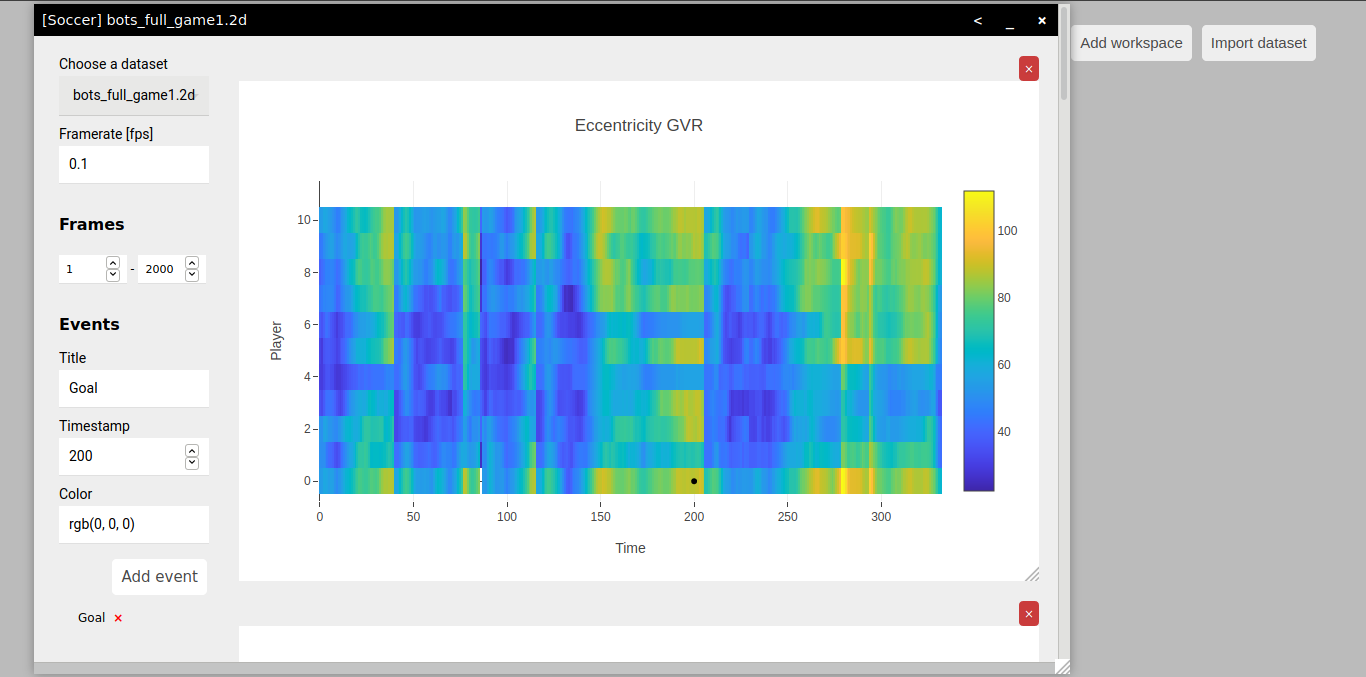 [Soccer] bots_full_game1.2d
< _ ×
Add workspace
Import dataset
Choose a dataset
bots_full_game1.2d
Framerate [fps]
0.1
Frames
1 - 2000
Events
Title
Goal
Timestamp
200
Color
rgb(0, 0, 0)
Add event
Goal ×
×
Eccentricity GVR
10
8
6
4
2
0
Player
0 50 100 150 200 250 300
Time
100
80
60
40
×